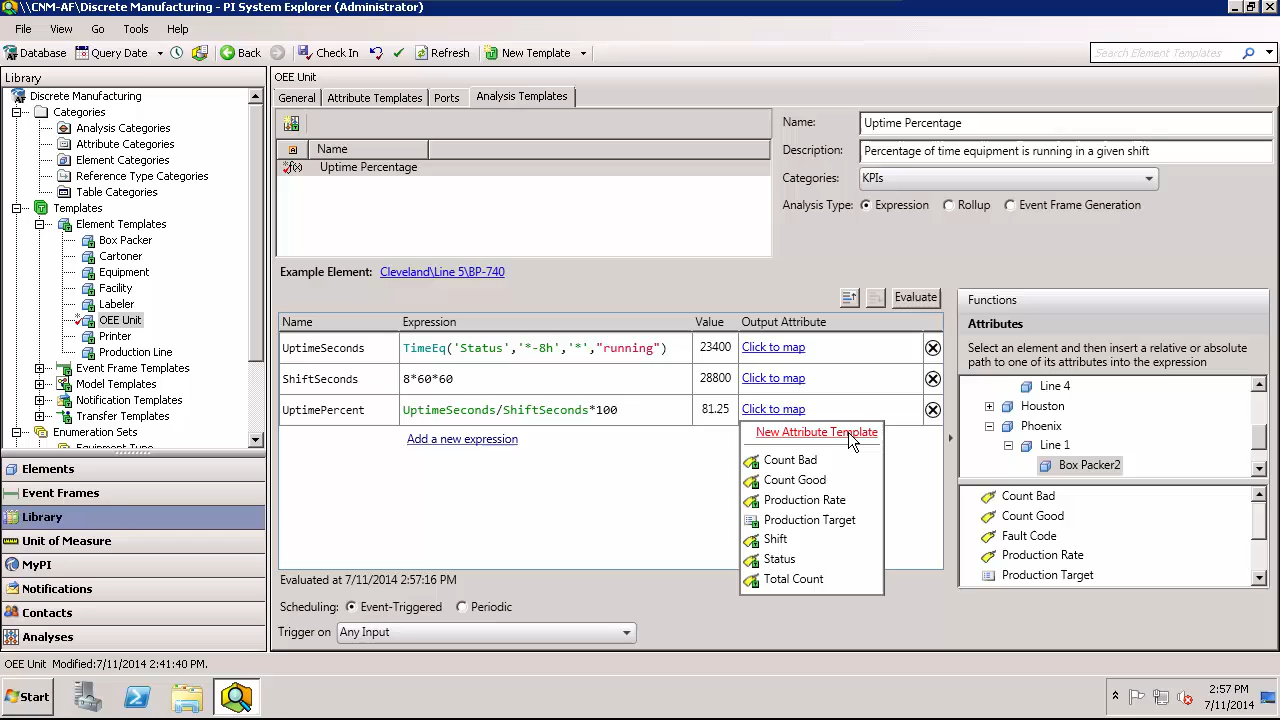 \\CNM-AF\Discrete Manufacturing - PI System Explorer (Administrator)
File View Go Tools Help
Database Query Date Back Check In Refresh New Template Search Element Templates
Library
Discrete Manufacturing
Categories
Analysis Categories
Attribute Categories
Element Categories
Reference Type Categories
Table Categories
Templates
Element Templates
Box Packer
Cartoner
Equipment
Facility
Labeler
OEE Unit
Printer
Production Line
Event Frame Templates
Model Templates
Notification Templates
Transfer Templates
Enumeration Sets
Elements
Event Frames
Library
Unit of Measure
MyPI
Notifications
Contacts
Analyses
OEE Unit
General Attribute Templates Ports Analysis Templates
Name
Uptime Percentage
Name: Uptime Percentage
Description: Percentage of time equipment is running in a given shift
Categories: KPIs
Analysis Type: Expression Rollup Event Frame Generation
Example Element: Cleveland\Line 5\BP-740
Evaluate
Name Expression Value Output Attribute
UptimeSeconds TimeEq('Status','*-8h','*',"running") 23400 Click to map
ShiftSeconds 8*60*60 28800 Click to map
UptimePercent UptimeSeconds/ShiftSeconds*100 81.25 Click to map
Add a new expression
New Attribute Template
Count Bad
Count Good
Production Rate
Production Target
Shift
Status
Total Count
Functions
Attributes
Select an element and then insert a relative or absolute
path to one of its attributes into the expression
Line 4
Houston
Phoenix
Line 1
Box Packer2
Count Bad
Count Good
Fault Code
Production Rate
Production Target
Evaluated at 7/11/2014 2:57:16 PM
Scheduling: Event-Triggered Periodic
Trigger on Any Input
OEE Unit Modified:7/11/2014 2:41:40 PM.
Start
2:57 PM
7/11/2014